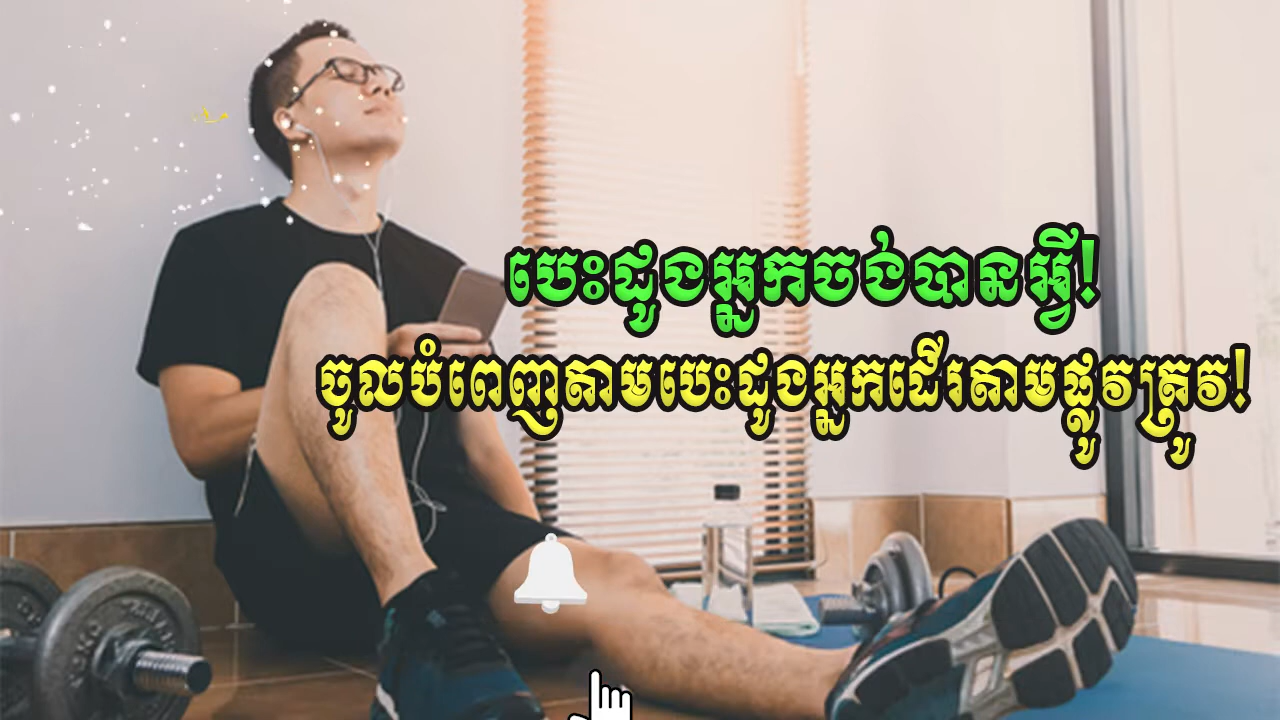 បេះដូងអ្នកចង់បានអ្វី!
ចូលបំពេញតាមបេះដូងអ្នកដើរតាមផ្លូវត្រូវ!